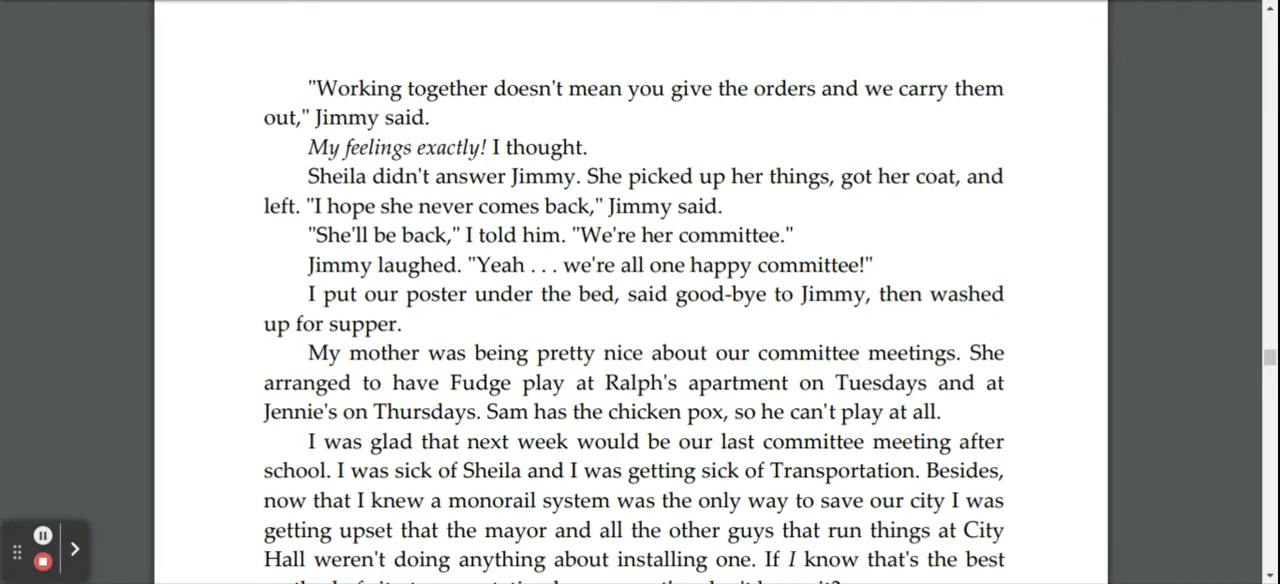 "Working together doesn't mean you give the orders and we carry them
out," Jimmy said.
My feelings exactly! I thought.
Sheila didn't answer Jimmy. She picked up her things, got her coat, and
left. "I hope she never comes back," Jimmy said.
"She'll be back," I told him. "We're her committee."
Jimmy laughed. "Yeah . . . we're all one happy committee!"
I put our poster under the bed, said good-bye to Jimmy, then washed
up for supper.
My mother was being pretty nice about our committee meetings. She
arranged to have Fudge play at Ralph's apartment on Tuesdays and at
Jennie's on Thursdays. Sam has the chicken pox, so he can't play at all.
I was glad that next week would be our last committee meeting after
school. I was sick of Sheila and I was getting sick of Transportation. Besides,
now that I knew a monorail system was the only way to save our city I was
getting upset that the mayor and all the other guys that run things at City
Hall weren't doing anything about installing one. If I know that's the best